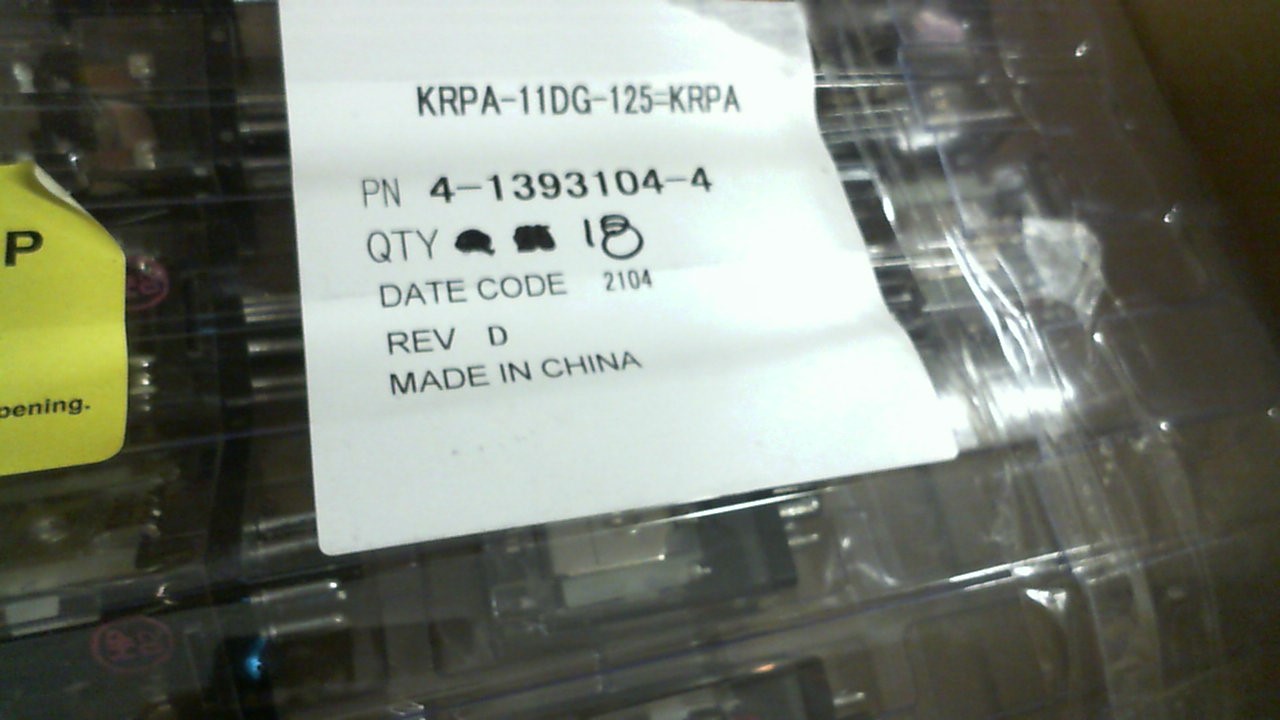 KRPA-11DG-125=KRPA
PN 4-1393104-4
QTY 18
DATE CODE 2104
REV D
MADE IN CHINA
P
pening.